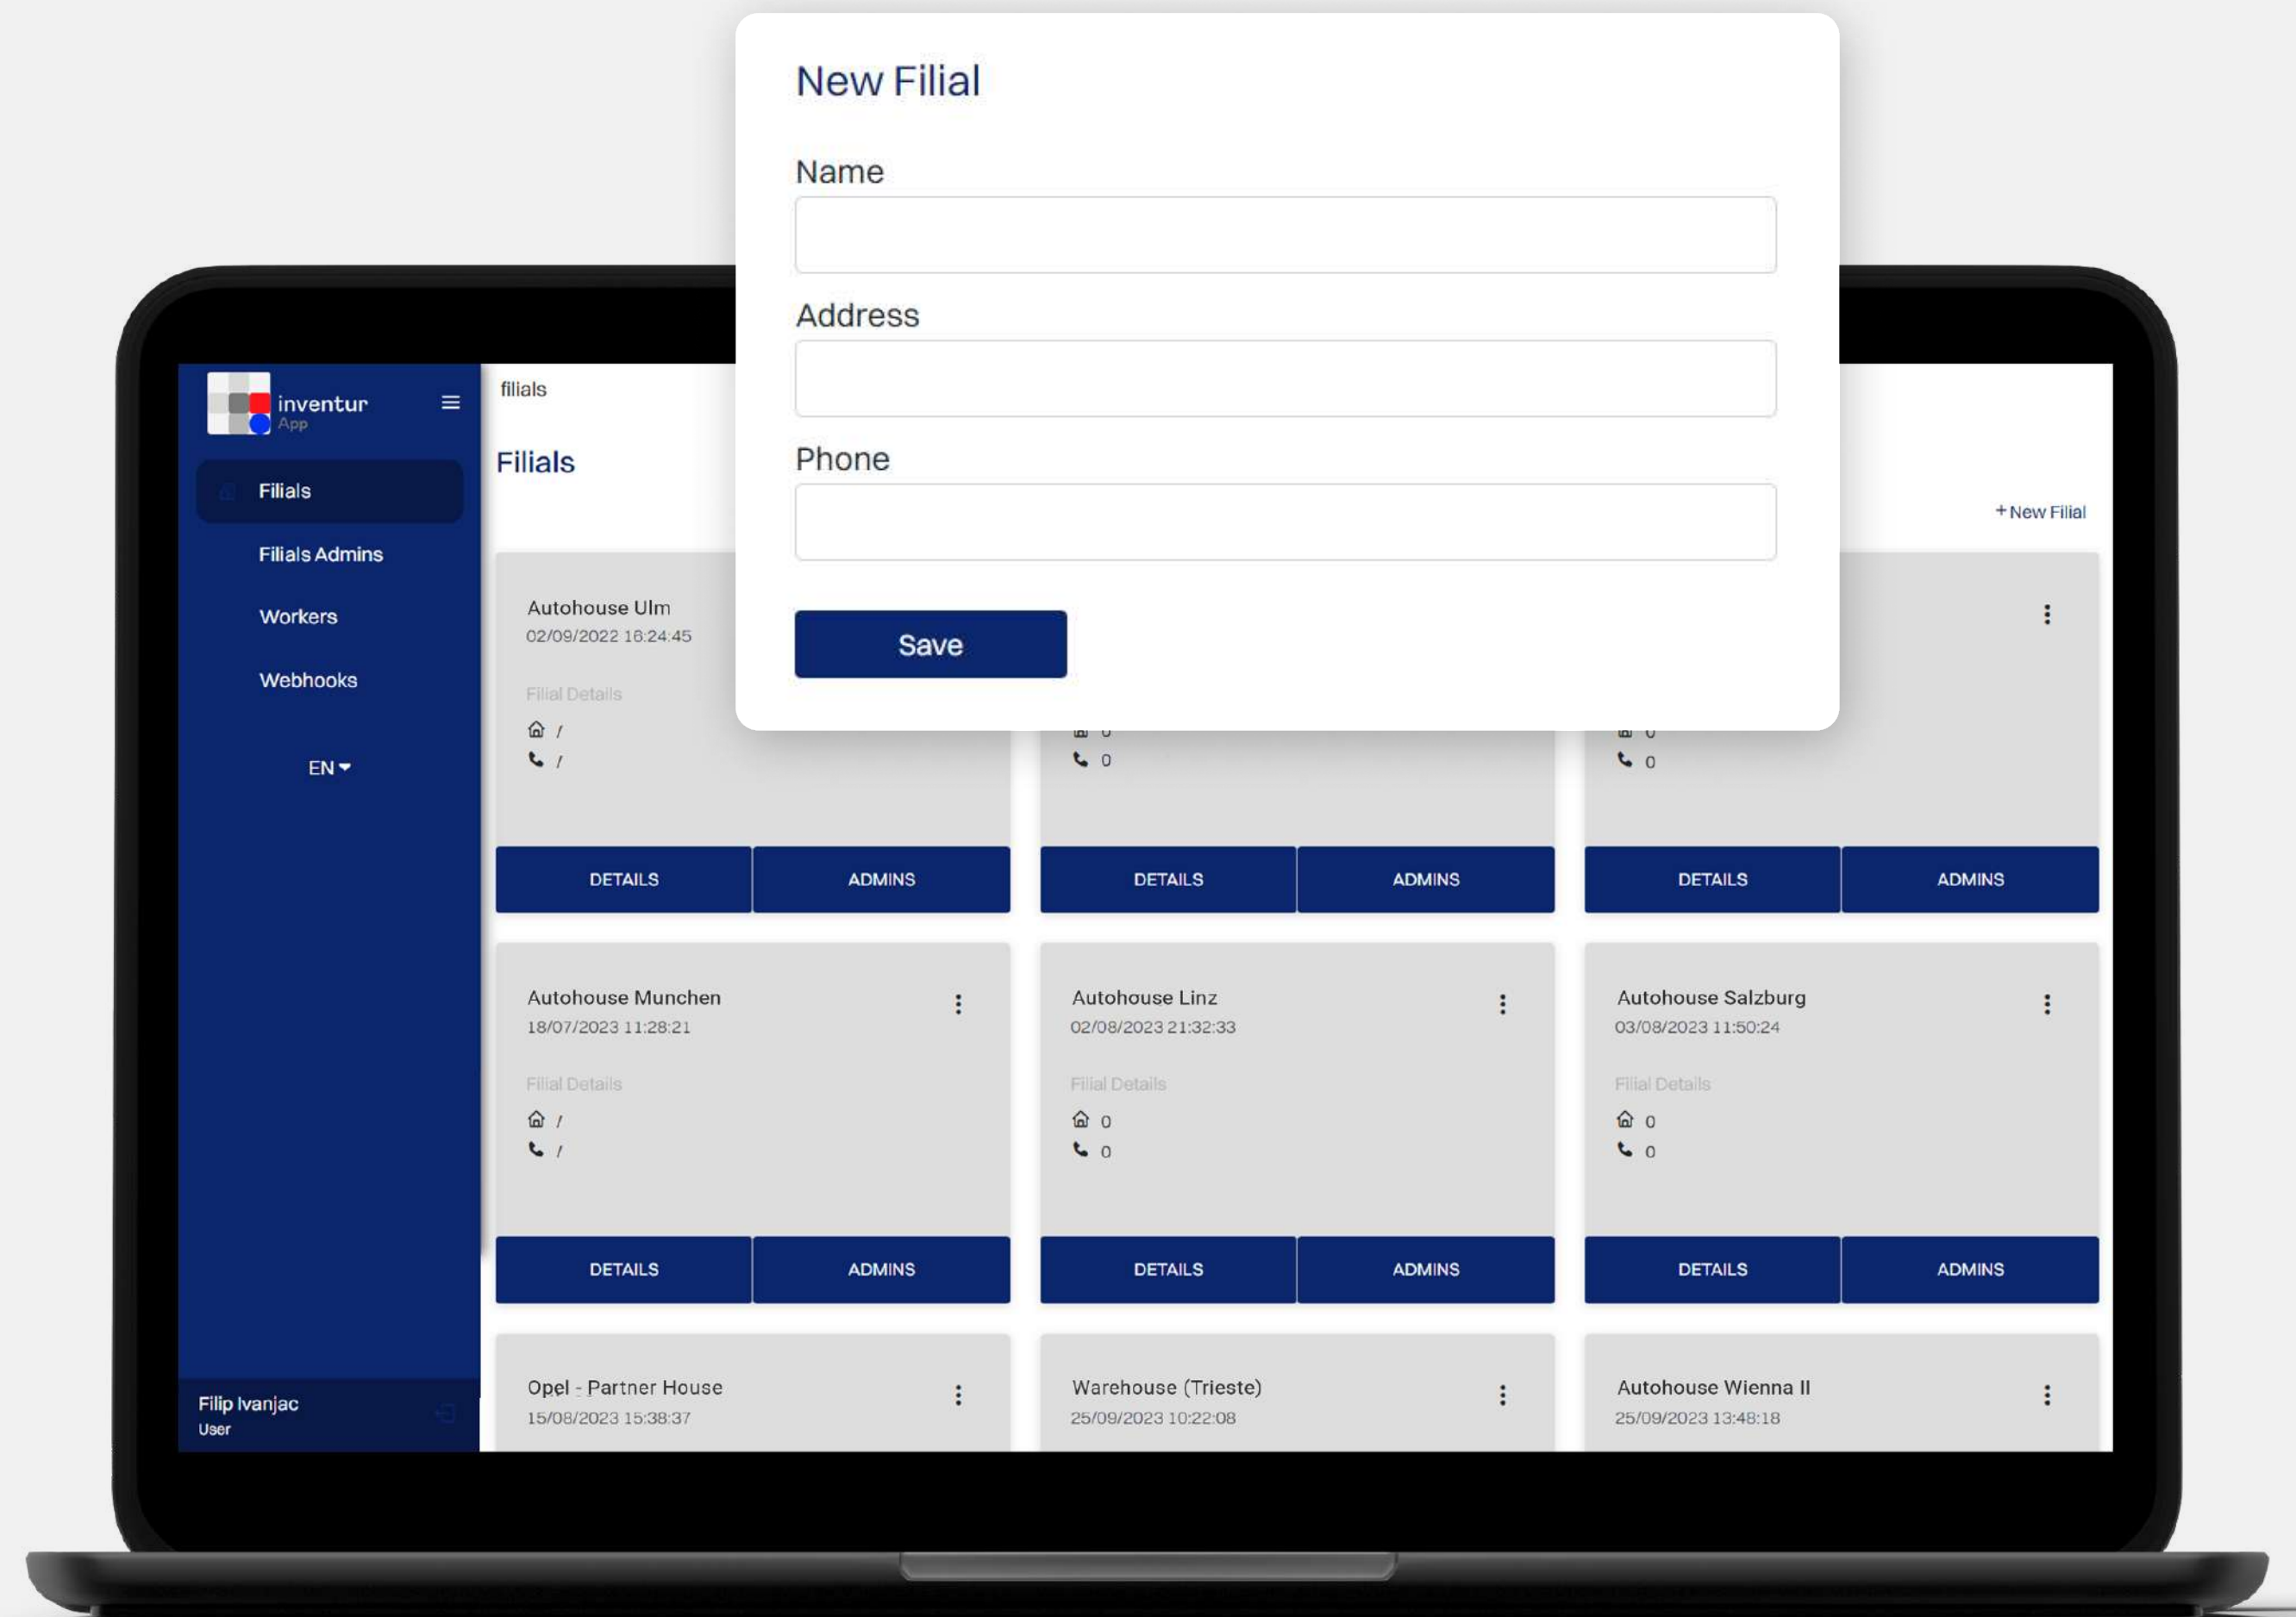 New Filial
Name
Address
Phone
Save
inventur
App
Filials
Filials Admins
Workers
Webhooks
EN
Filip Ivanjac
User
filials
Filials
+ New Filial
Autohouse Ulm
02/09/2022 16:24:45
Filial Details
/
/
0
0
0
0
DETAILS ADMINS DETAILS ADMINS DETAILS ADMINS
Autohouse Munchen
18/07/2023 11:28:21
Filial Details
/
/
Autohouse Linz
02/08/2023 21:32:33
Filial Details
0
0
Autohouse Salzburg
03/08/2023 11:50:24
Filial Details
0
0
DETAILS ADMINS DETAILS ADMINS DETAILS ADMINS
Opel - Partner House
15/08/2023 15:38:37
Warehouse (Trieste)
25/09/2023 10:22:08
Autohouse Wienna II
25/09/2023 13:48:18